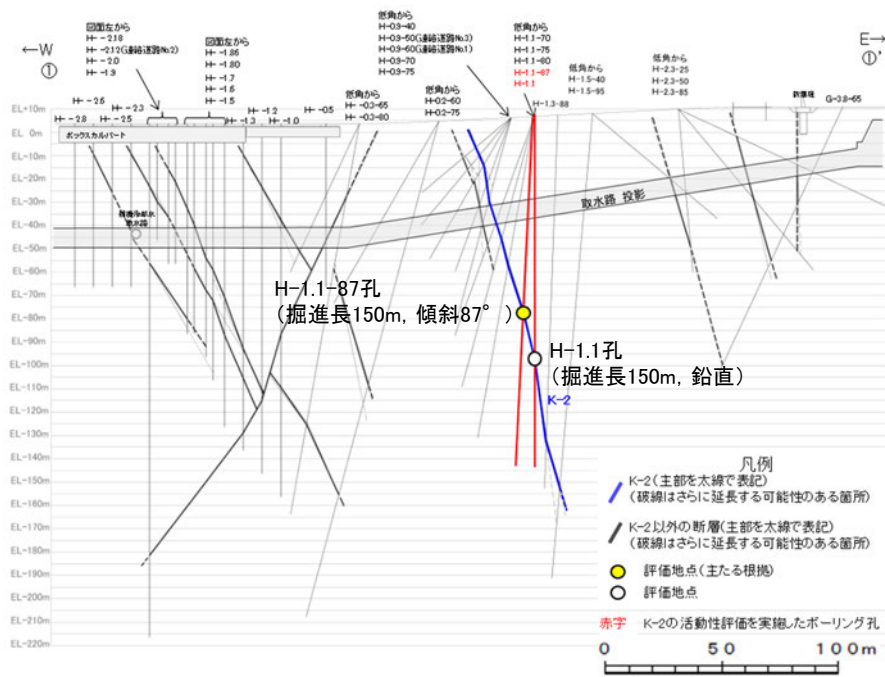 ←W
①
E→
①'
図面左から
H- -2.18
H- -2.12(連絡道路No.2)
H- -2.0
H- -1.9
図面左から
H- -1.86
H- -1.80
H- -1.7
H- -1.6
H- -1.5
低角から
H-0.9-40
H-0.9-50(連絡道路No.3)
H-0.9-60(連絡道路No.1)
H-0.9-70
H-0.9-75
低角から
H-1.1-70
H-1.1-75
H-1.1-80
H-1.1-87
H-1.1
低角から
H-1.5-40
H-1.5-95
低角から
H-2.3-25
H-2.3-50
H-2.3-85
低角から
H- -0.3-65
H- -0.3-80
H-0.2-60
H-0.2-75
H-1.3-88
G-3.8-65
H- -2.6
H- -2.8
H- -2.3
H- -2.5
H- -1.3
H- -1.2
H- -1.0
H- -0.5
ボックスカルバート
取水路 投影
EL+10m
EL 0m
EL-10m
EL-20m
EL-30m
EL-40m
EL-50m
EL-60m
EL-70m
EL-80m
EL-90m
EL-100m
EL-110m
EL-120m
EL-130m
EL-140m
EL-150m
EL-160m
EL-170m
EL-180m
EL-190m
EL-200m
EL-210m
EL-220m
H-1.1-87孔
(掘進長150m, 傾斜87°)
H-1.1孔
(掘進長150m, 鉛直)
K-2
凡例
K-2(主部を太線で表記)
(破線はさらに延長する可能性のある箇所)
K-2以外の断層(主部を太線で表記)
(破線はさらに延長する可能性のある箇所)
評価地点(主たる根拠)
評価地点
赤字 K-2の活動性評価を実施したボーリング孔
0 50 100m